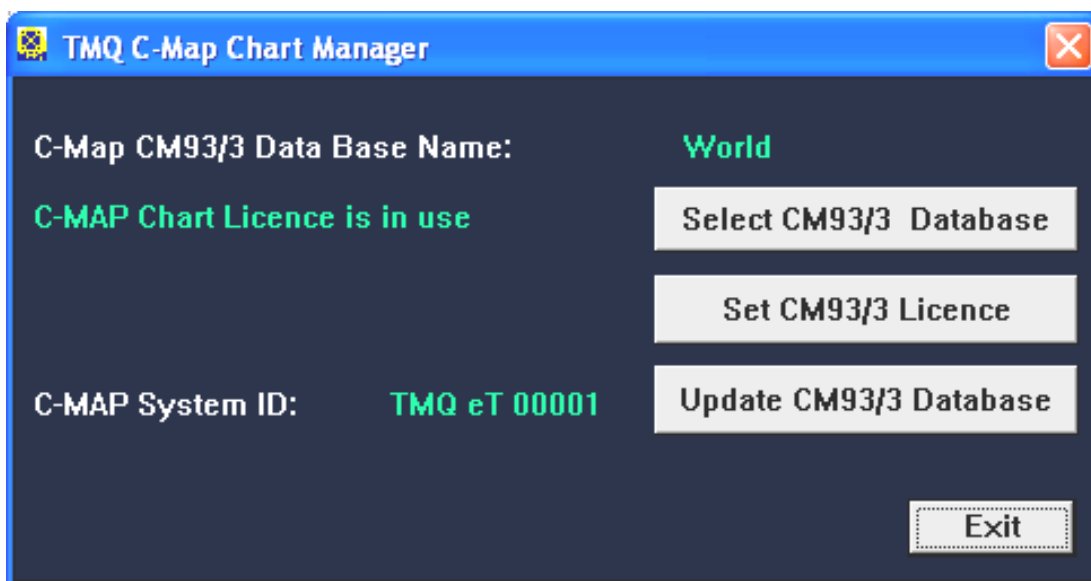 TMQ C-Map Chart Manager
C-Map CM93/3 Data Base Name: World
C-MAP Chart Licence is in use
Select CM93/3 Database
Set CM93/3 Licence
C-MAP System ID: TMQ eT 00001
Update CM93/3 Database
Exit